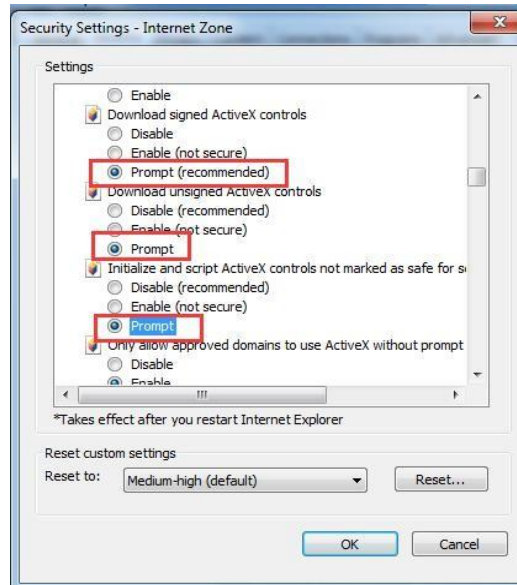 Security Settings - Internet Zone
Settings
Enable
Download signed ActiveX controls
Disable
Enable (not secure)
Prompt (recommended)
Download unsigned ActiveX controls
Disable (recommended)
Enable (not secure)
Prompt
Initialize and script ActiveX controls not marked as safe for
Disable (recommended)
Enable (not secure)
Prompt
Only allow approved domains to use ActiveX without prompt
Disable
Enable
*Takes effect after you restart Internet Explorer
Reset custom settings
Reset to:
Medium-high (default)
Reset...
OK
Cancel